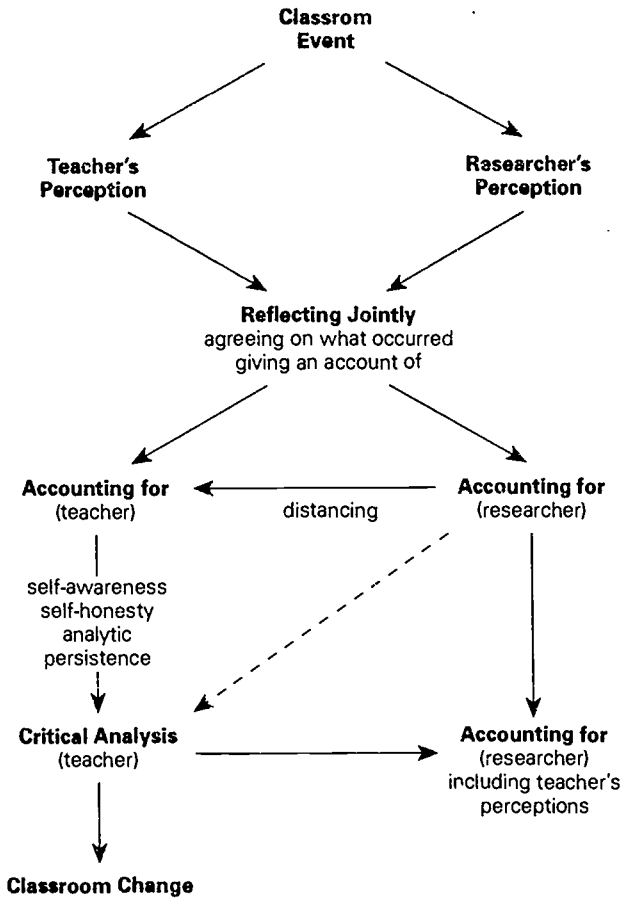 Classrom
Event
Teacher's
Perception
Rasearcher's
Perception
Reflecting Jointly
agreeing on what occurred
giving an account of
Accounting for
(teacher)
distancing
Accounting for
(researcher)
self-awareness
self-honesty
analytic
persistence
Critical Analysis
(teacher)
Accounting for
(researcher)
including teacher's
perceptions
Classroom Change